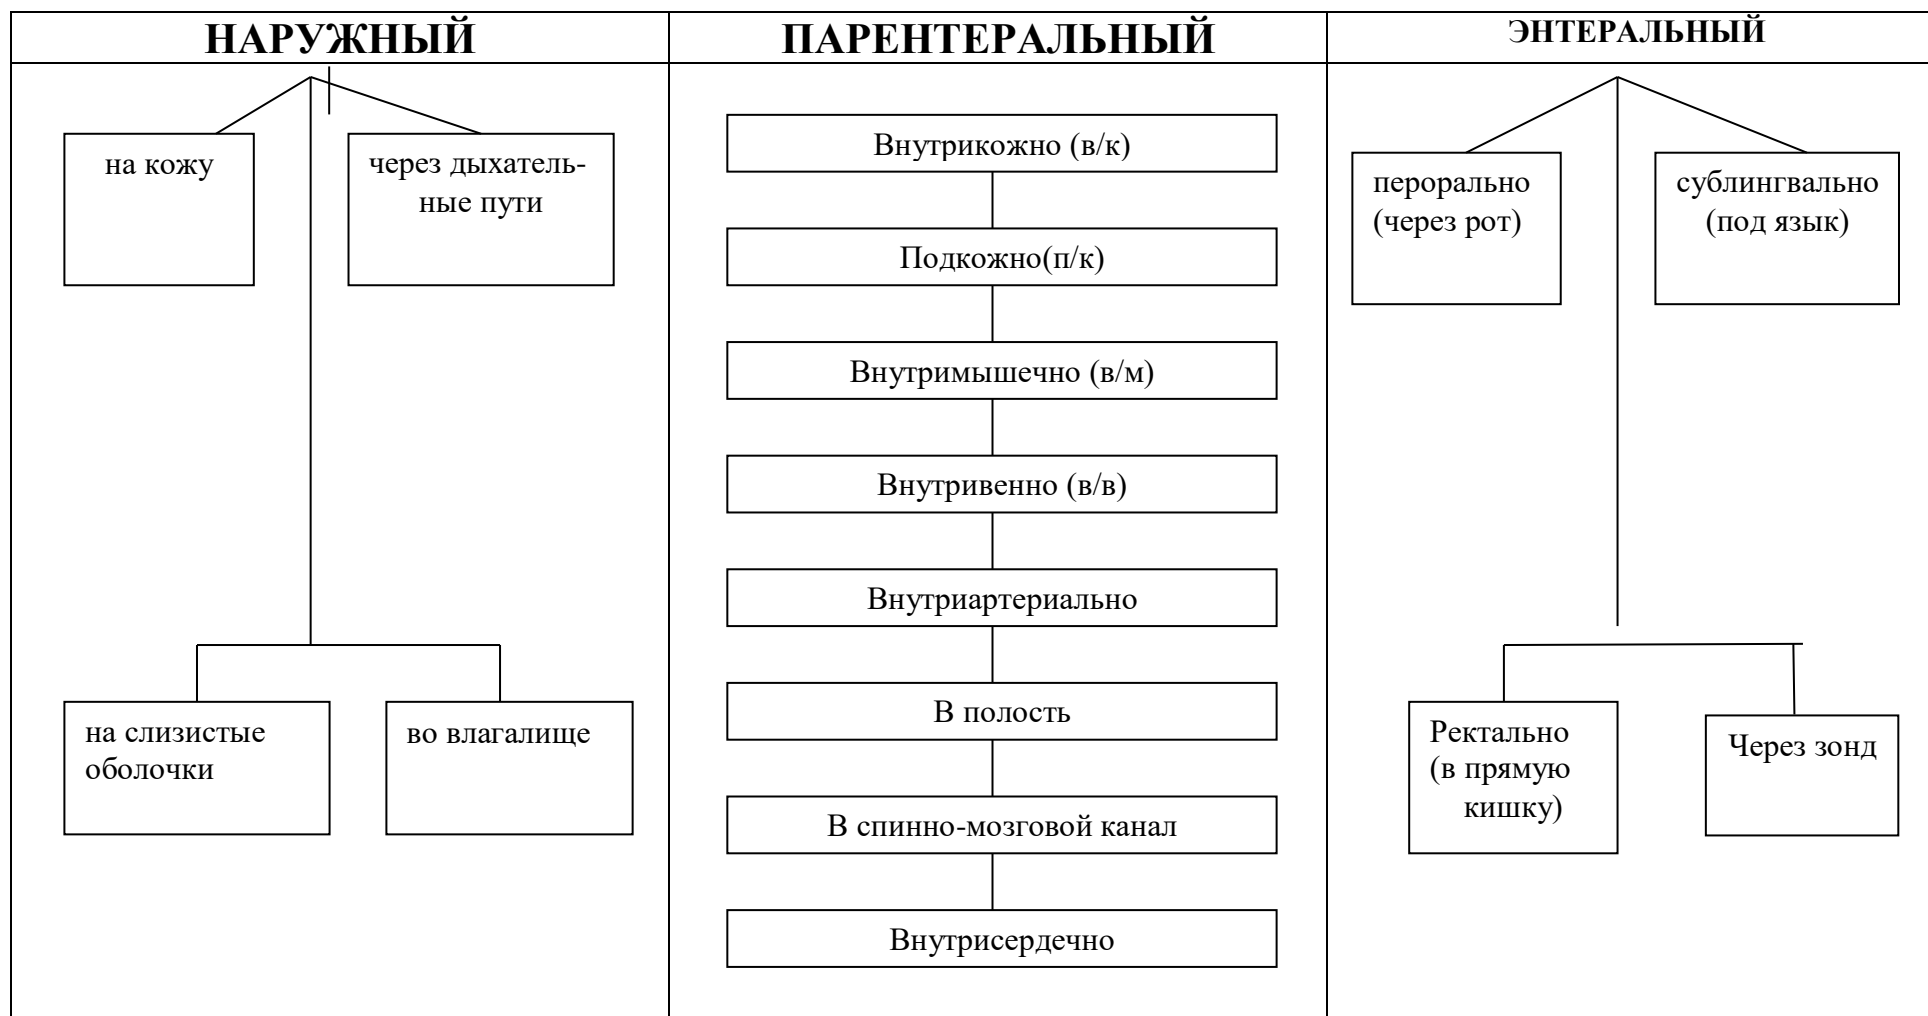 НАРУЖНЫЙ
на кожу
через дыхатель-
ные пути
на слизистые
оболочки
во влагалище
ПАРЕНТЕРАЛЬНЫЙ
Внутрикожно (в/к)
Подкожно(п/к)
Внутримышечно (в/м)
Внутривенно (в/в)
Внутриартериально
В полость
В спинно-мозговой канал
Внутрисердечно
ЭНТЕРАЛЬНЫЙ
перорально
(через рот)
сублингвально
(под язык)
Ректально
(в прямую
кишку)
Через зонд